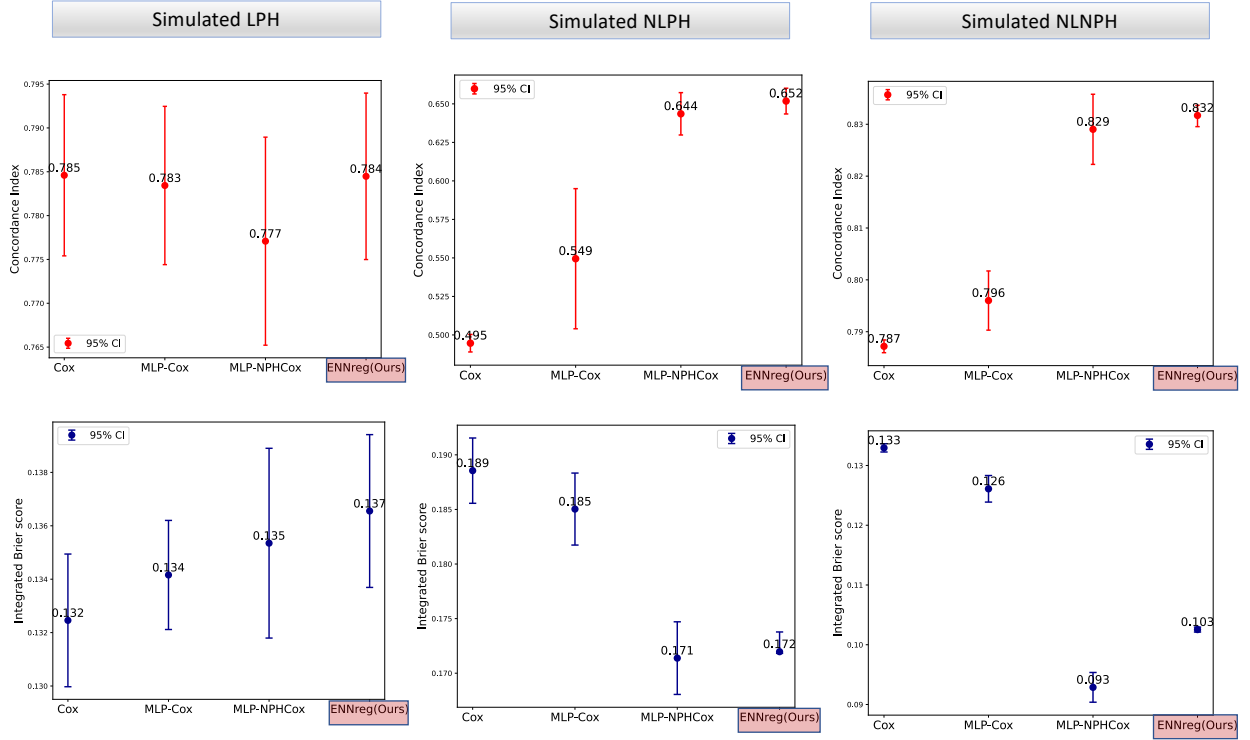 Simulated LPH
Simulated NLPH
Simulated NLNPH
Concordance Index
0.795
0.790
0.785
0.780
0.775
0.770
0.765
0.785
0.783
0.777
0.784
95% CI
Cox
MLP-Cox
MLP-NPHCox
ENNreg(Ours)
Concordance Index
0.650
0.625
0.600
0.575
0.550
0.525
0.500
95% CI
0.495
0.549
0.644
0.652
Cox
MLP-Cox
MLP-NPHCox
ENNreg(Ours)
Concordance Index
0.83
0.82
0.81
0.80
0.79
95% CI
0.787
0.796
0.829
0.832
Cox
MLP-Cox
MLP-NPHCox
ENNreg(Ours)
Integrated Brier score
0.138
0.136
0.134
0.132
0.130
95% CI
0.132
0.134
0.135
0.137
Cox
MLP-Cox
MLP-NPHCox
ENNreg(Ours)
Integrated Brier score
0.190
0.185
0.180
0.175
0.170
95% CI
0.189
0.185
0.171
0.172
Cox
MLP-Cox
MLP-NPHCox
ENNreg(Ours)
Integrated Brier score
0.13
0.12
0.11
0.10
0.09
95% CI
0.133
0.126
0.093
0.103
Cox
MLP-Cox
MLP-NPHCox
ENNreg(Ours)